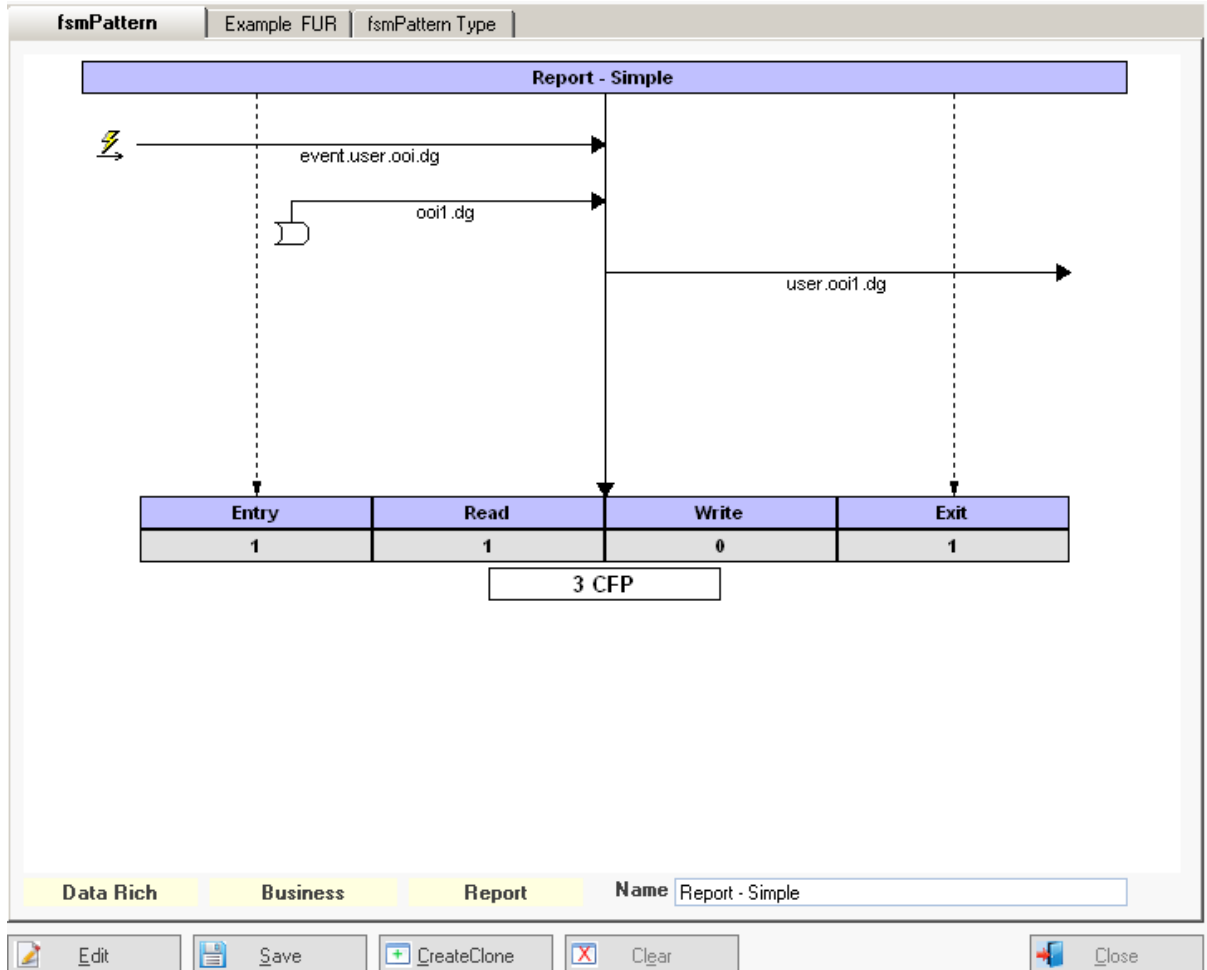 fsmPattern Example FUR fsmPattern Type
Report - Simple
event.user.ooi.dg
ooi1.dg
user.ooi1.dg
Entry Read Write Exit
1 1 0 1
3 CFP
Data Rich Business Report Name Report - Simple
Edit Save CreateClone Clear Close